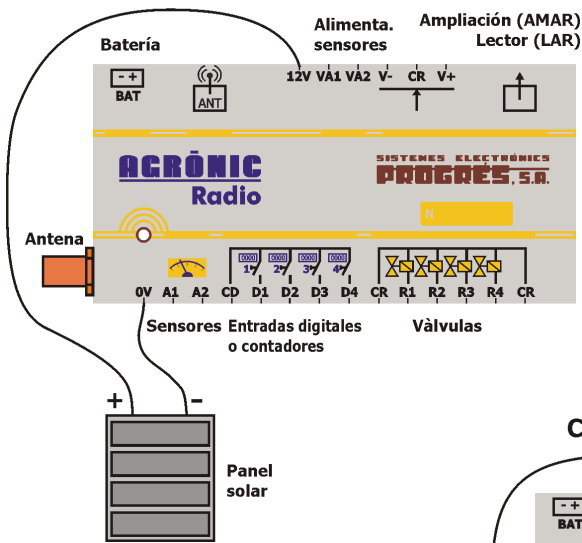 Alimenta.
sensores
Ampliación (AMAR)
Lector (LAR)
Batería
12V VA1 VA2 V- CR V+
- +
BAT
ANT
AGRÒNIC
Radio
SISTEMES ELECTRÒNICS
PROGRÉS, S.A.
N
Antena
1 2 3 4
0V A1 A2 CD D1 D2 D3 D4 CR R1 R2 R3 R4 CR
Sensores
Entradas digitales
o contadores
Vàlvulas
+ -
Panel
solar
C
- +
BAT